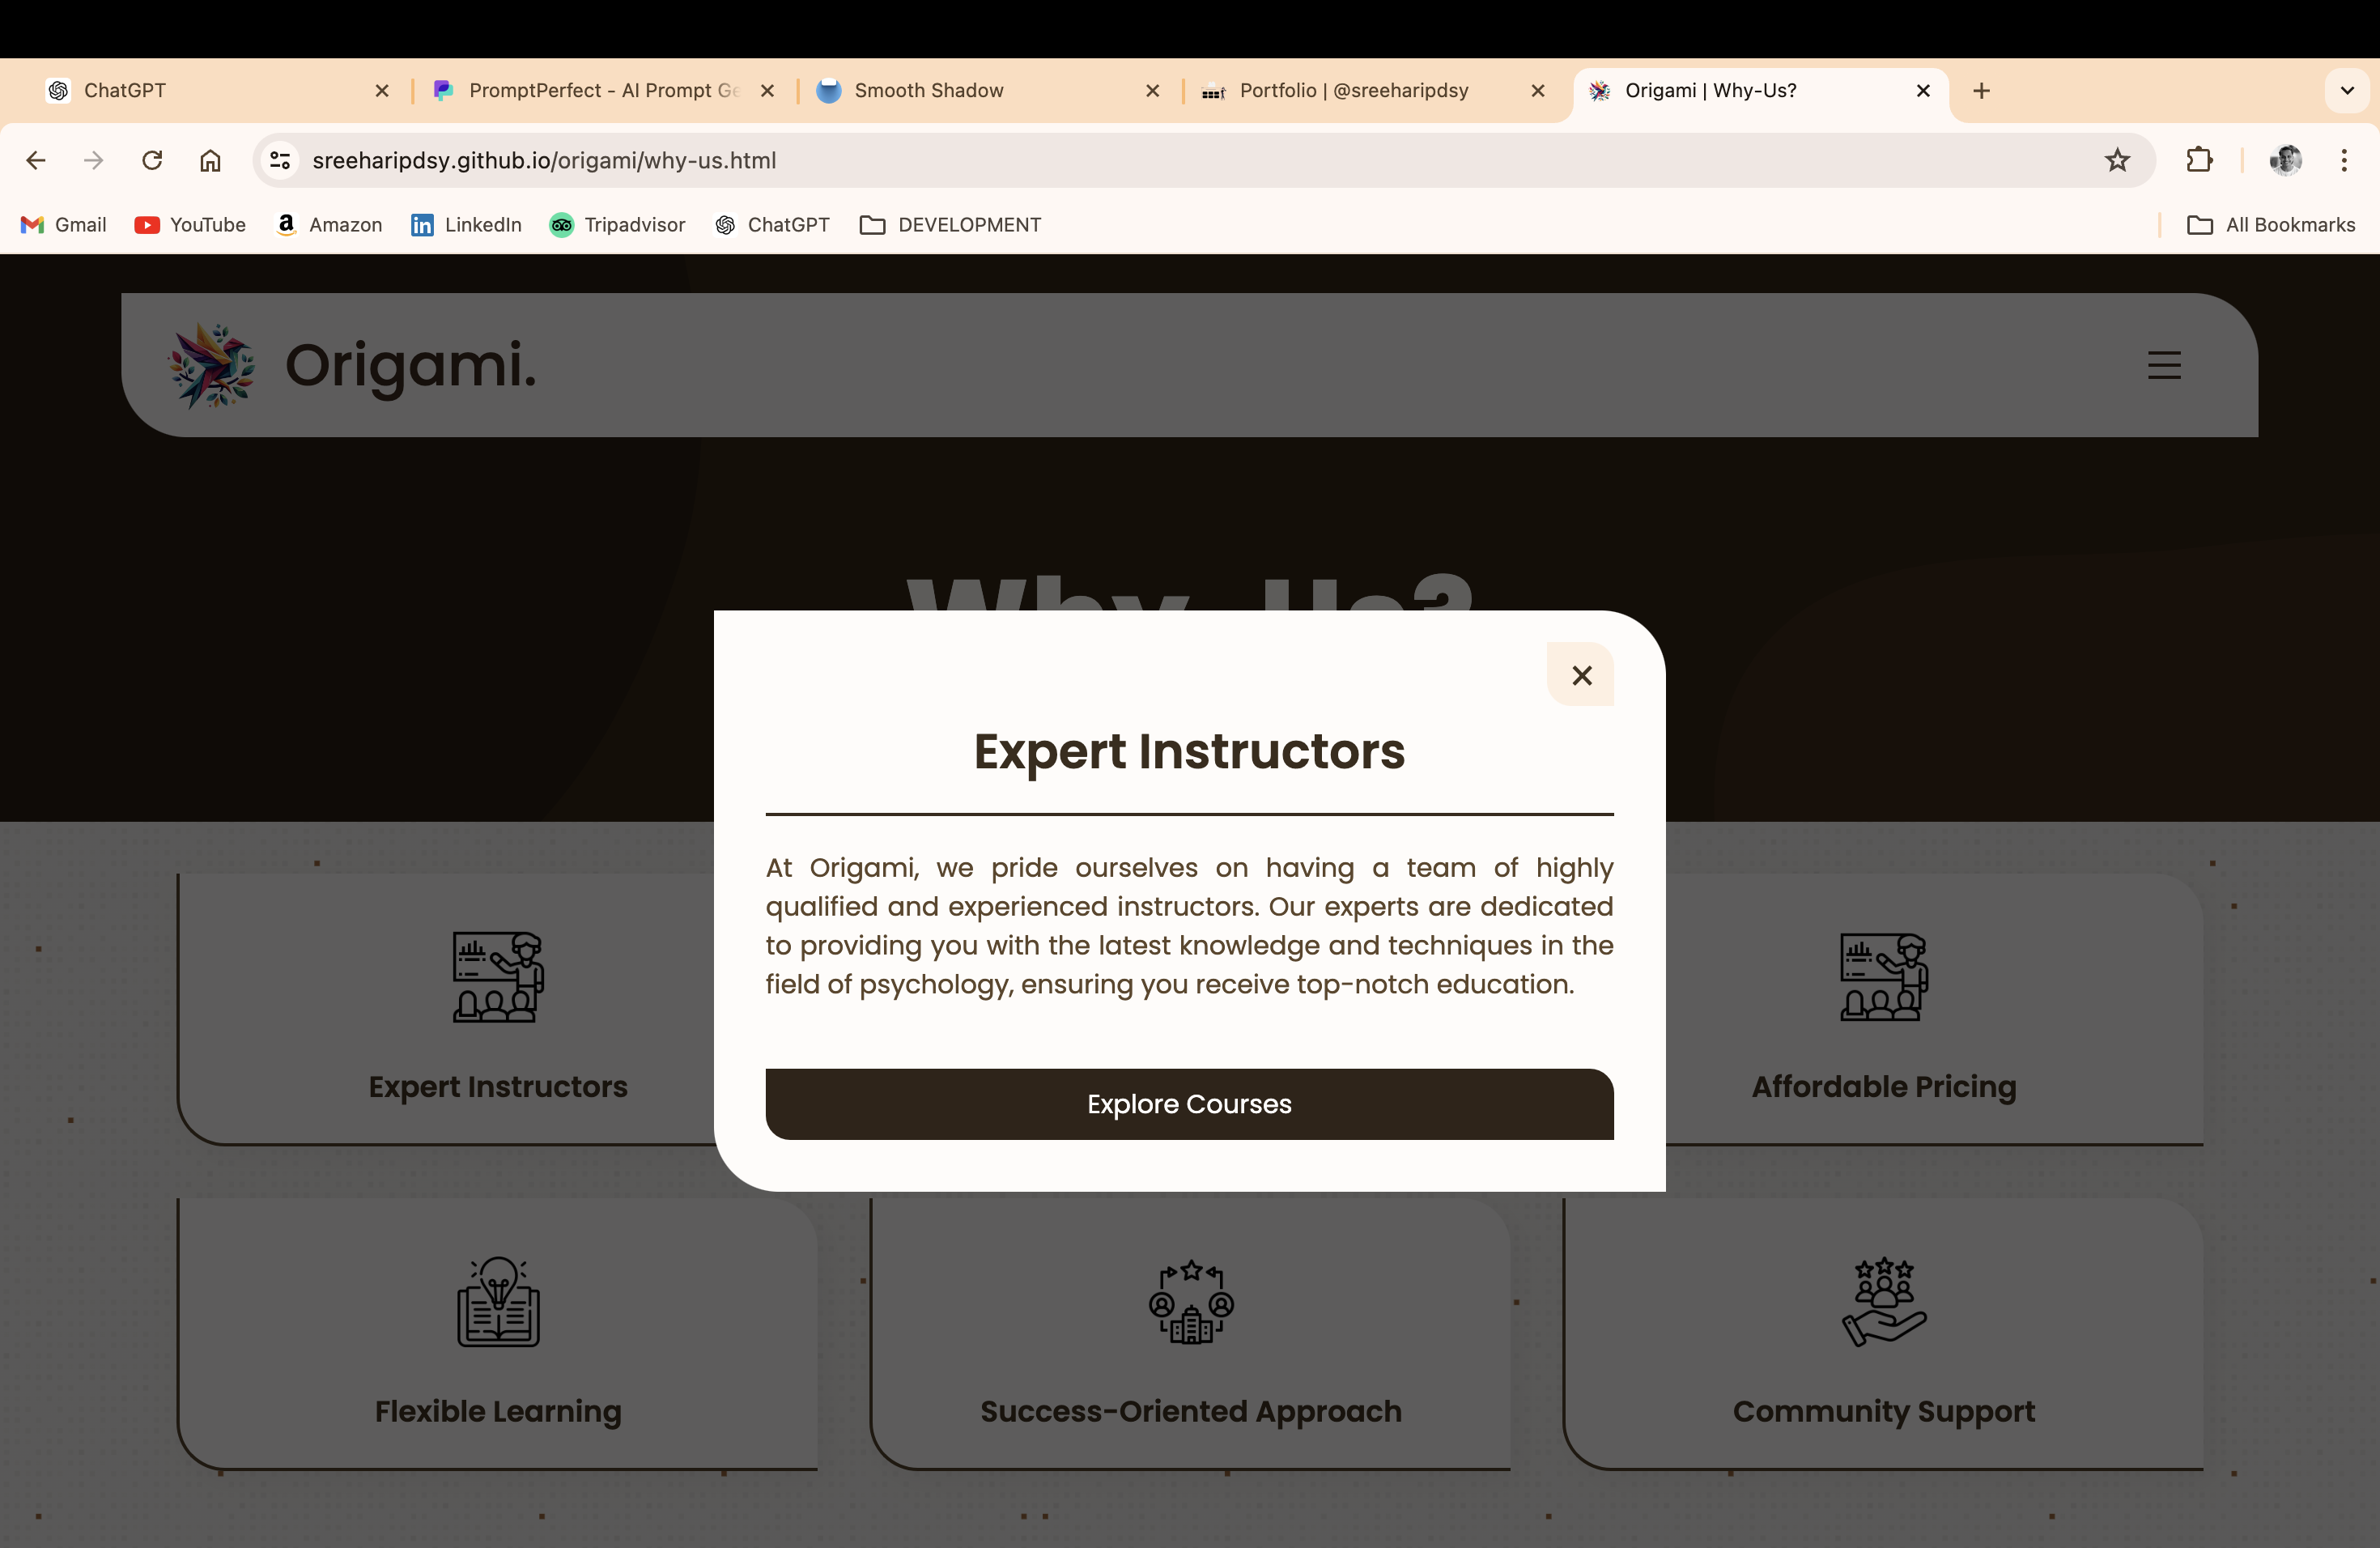 ChatGPT
PromptPerfect - AI Prompt Ge
Smooth Shadow
Portfolio | @sreeharipdsy
Origami | Why-Us?
sreeharipdsy.github.io/origami/why-us.html
Gmail
YouTube
Amazon
LinkedIn
Tripadvisor
ChatGPT
DEVELOPMENT
All Bookmarks
Origami.
Why-Us?
Expert Instructors
At Origami, we pride ourselves on having a team of highly
qualified and experienced instructors. Our experts are dedicated
to providing you with the latest knowledge and techniques in the
field of psychology, ensuring you receive top-notch education.
Explore Courses
Expert Instructors
Affordable Pricing
Flexible Learning
Success-Oriented Approach
Community Support